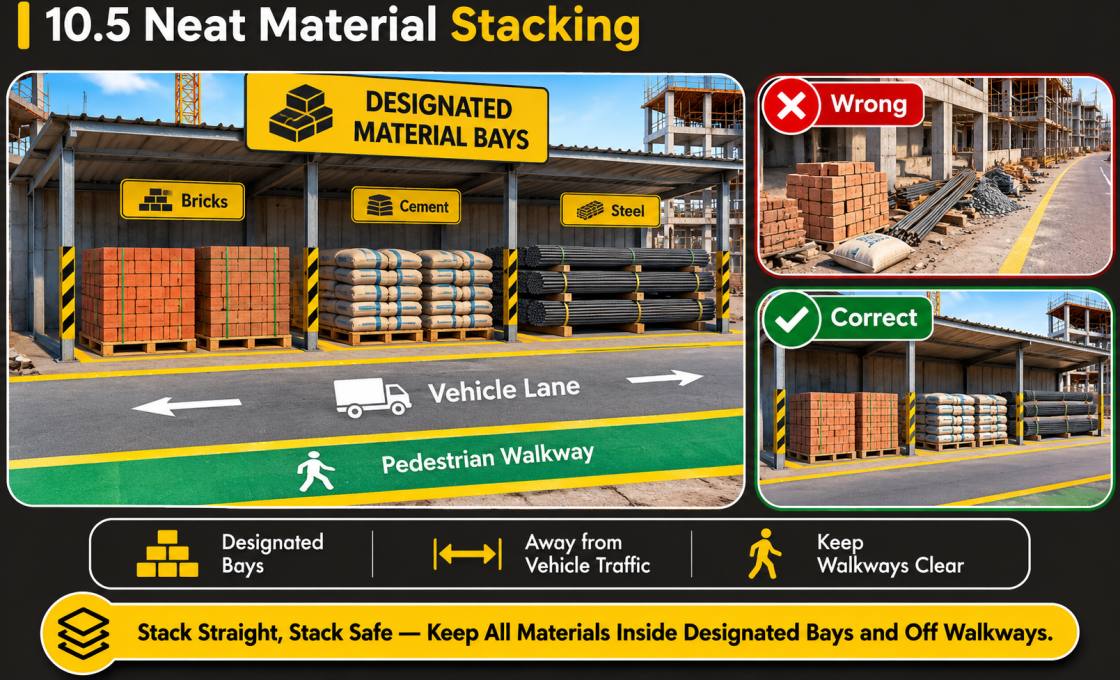 10.5 Neat Material Stacking
DESIGNATED
MATERIAL BAYS
Bricks
Cement
Steel
Vehicle Lane
Pedestrian Walkway
Wrong
Correct
Designated
Bays
Away from
Vehicle Traffic
Keep
Walkways Clear
Stack Straight, Stack Safe — Keep All Materials Inside Designated Bays and Off Walkways.